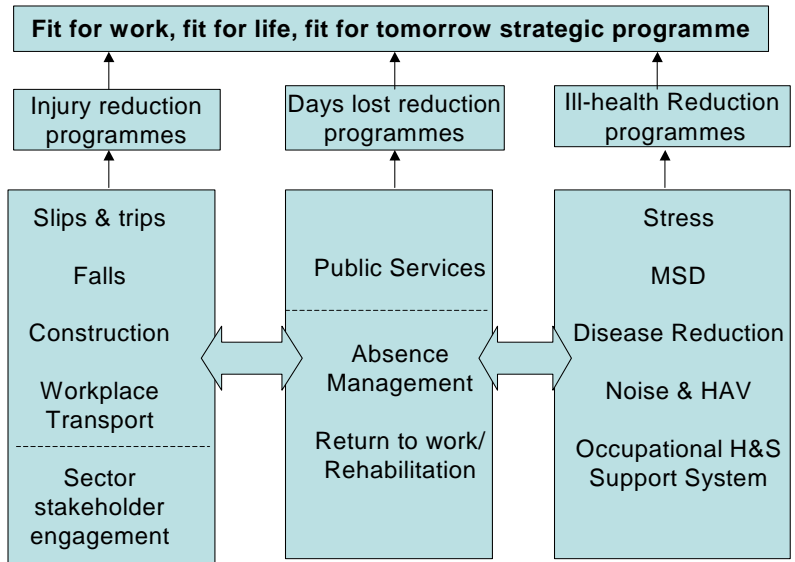 Fit for work, fit for life, fit for tomorrow strategic programme
Injury reduction
programmes
Days lost reduction
programmes
Ill-health Reduction
programmes
Slips & trips
Falls
Construction
Workplace
Transport
Sector
stakeholder
engagement
Public Services
Absence
Management
Return to work/
Rehabilitation
Stress
MSD
Disease Reduction
Noise & HAV
Occupational H&S
Support System